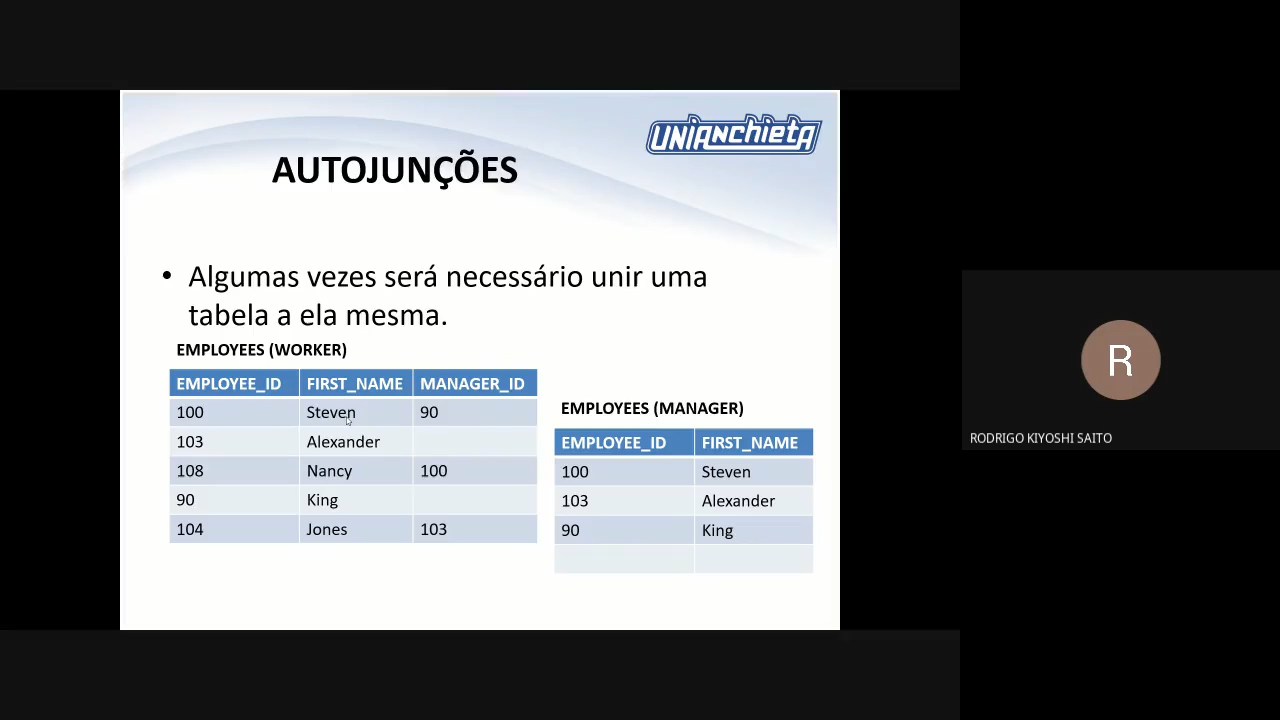 UNIANCHIETA
AUTOJUNÇÕES
• Algumas vezes será necessário unir uma
tabela a ela mesma.
EMPLOYEES (WORKER)
EMPLOYEE_ID FIRST_NAME MANAGER_ID
100 Steven 90
103 Alexander
108 Nancy 100
90 King
104 Jones 103
EMPLOYEES (MANAGER)
EMPLOYEE_ID FIRST_NAME
100 Steven
103 Alexander
90 King
R
RODRIGO KIYOSHI SAITO